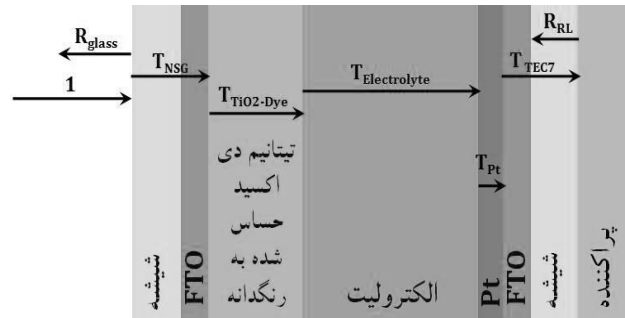 R_glass
R_RL
T_NSG
T_TEC7
1
T_TiO2-Dye
T_Electrolyte
T_Pt
تیتانیم دی
اکسید
حساس
شده به
رنگدانه
شیشه
FTO
الکترولیت
Pt
FTO
شیشه
پراکننده